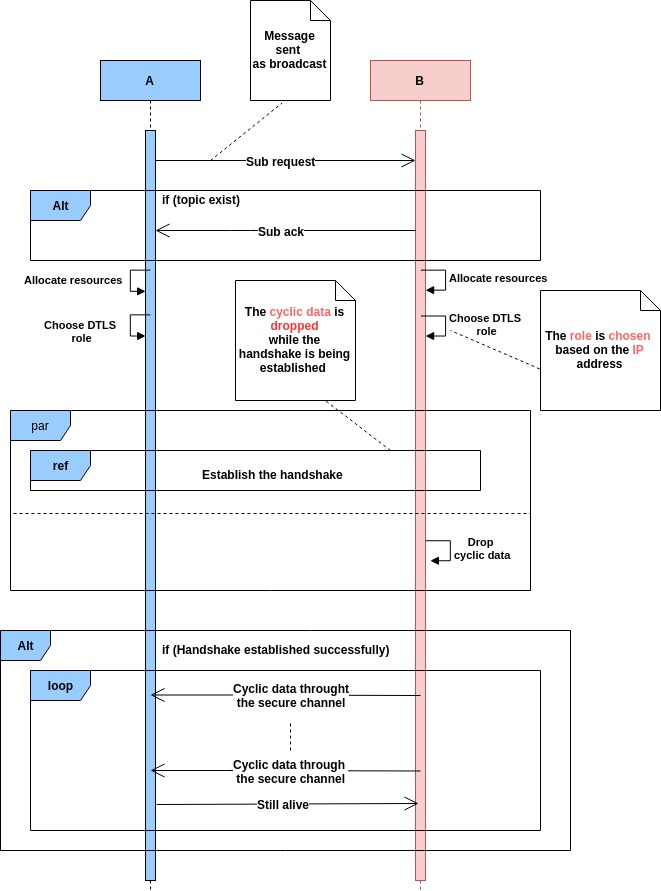 Message
sent
as broadcast
A
B
Sub request
Alt
if (topic exist)
Sub ack
Allocate resources
Allocate resources
Choose DTLS
role
Choose DTLS
role
The cyclic data is
dropped
while the
handshake is being
established
The role is chosen
based on the IP
address
par
ref
Establish the handshake
Drop
cyclic data
Alt
if (Handshake established successfully)
loop
Cyclic data throught
the secure channel
Cyclic data through
the secure channel
Still alive